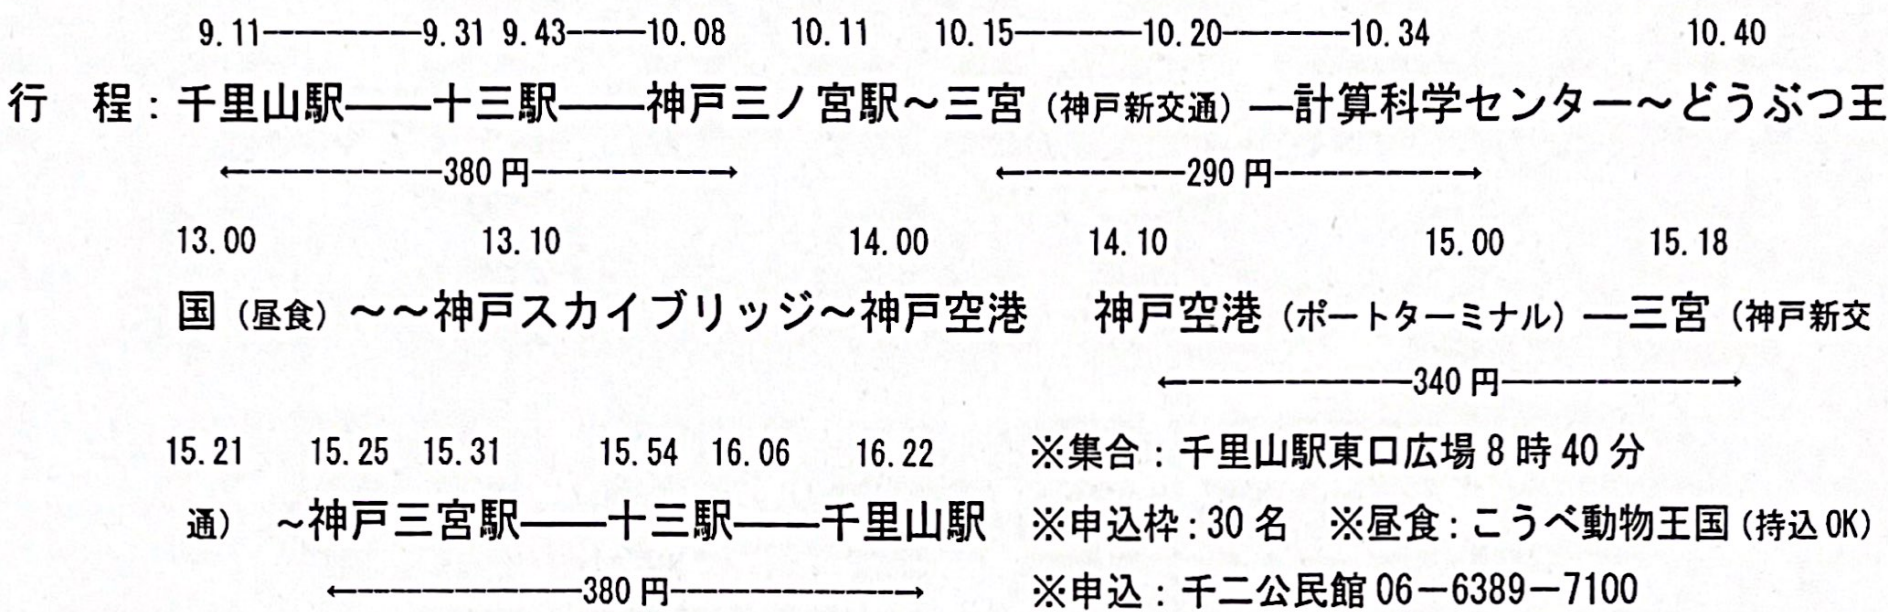 9.11―――――9.31 9.43―――10.08 10.11 10.15――――10.20――――10.34 10.40
行 程：千里山駅――十三駅――神戸三ノ宮駅～三宮（神戸新交通）―計算科学センター～どうぶつ王
←-----------380円-----------→ ←-----------290円-----------→
13.00 13.10 14.00 14.10 15.00 15.18
国（昼食）～～神戸スカイブリッジ～神戸空港 神戸空港（ポートターミナル）―三宮（神戸新交
←-----------340円-----------→
15.21 15.25 15.31 15.54 16.06 16.22 ※集合：千里山駅東口広場8時40分
通） ～神戸三宮駅――十三駅――千里山駅 ※申込枠：30名 ※昼食：こうべ動物王国（持込OK）
←-----------380円-----------→ ※申込：千二公民館06－6389－7100